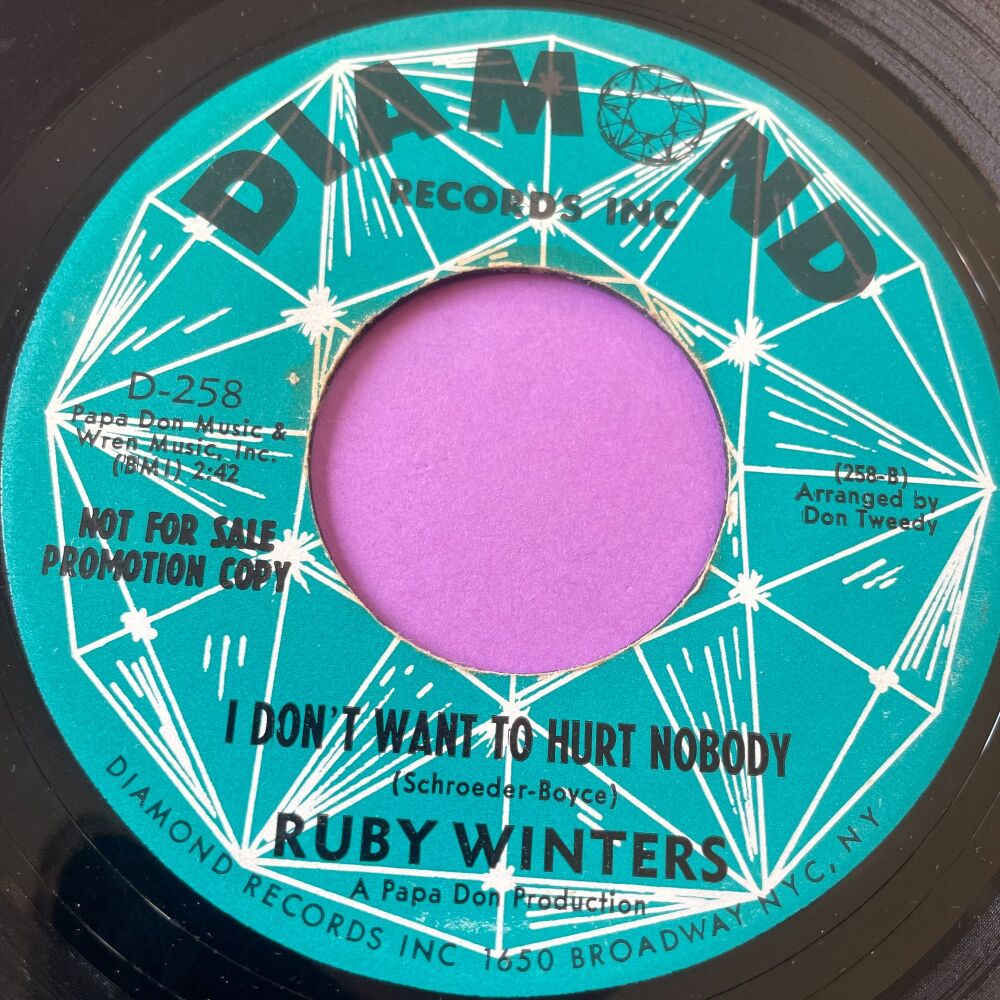 DIAMOND
RECORDS INC
D-258
Papa Don Music &
Wren Music, Inc.
(BMI) 2:42
NOT FOR SALE
PROMOTION COPY
(258-B)
Arranged by
Don Tweedy
I DON'T WANT TO HURT NOBODY
(Schroeder-Boyce)
RUBY WINTERS
A Papa Don Production
DIAMOND RECORDS INC 1650 BROADWAY NYC, NY